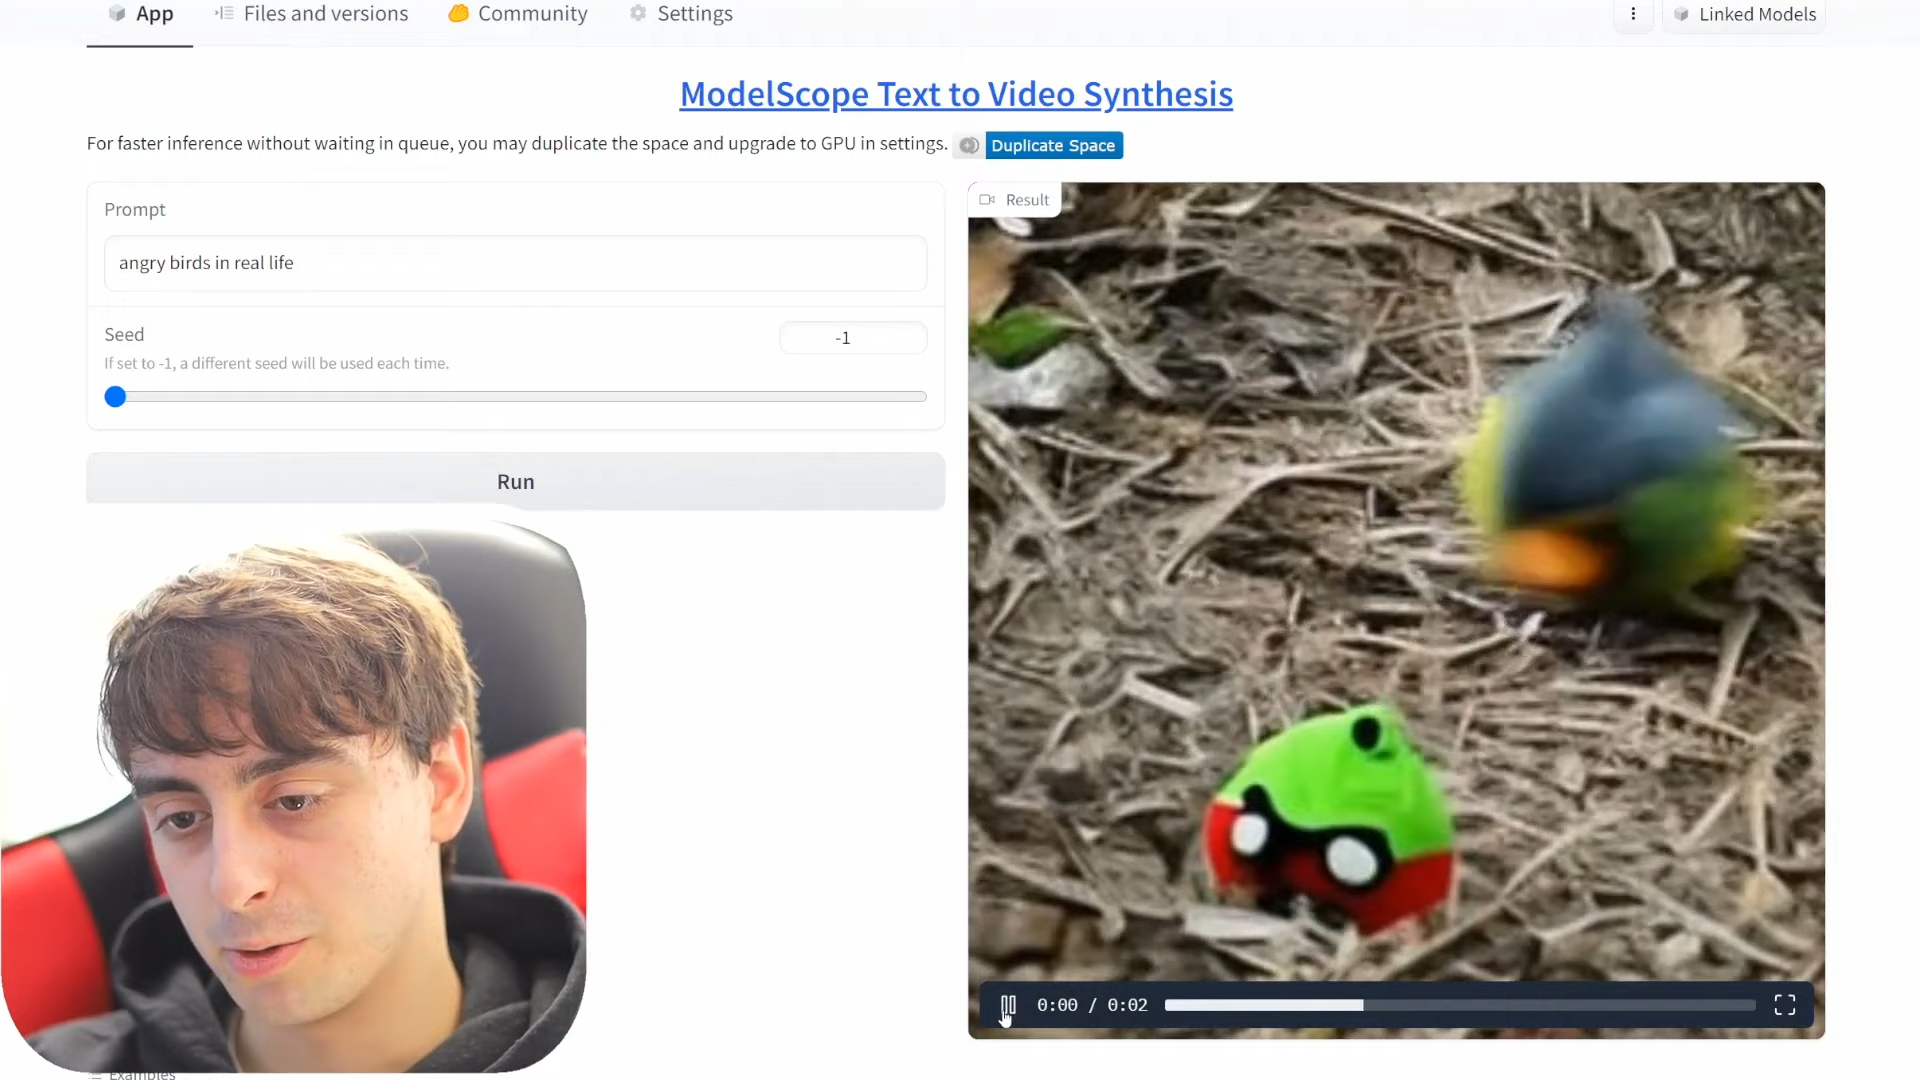 App
Files and versions
Community
Settings
Linked Models
ModelScope Text to Video Synthesis
For faster inference without waiting in queue, you may duplicate the space and upgrade to GPU in settings.
Duplicate Space
Prompt
angry birds in real life
Seed
-1
If set to -1, a different seed will be used each time.
Run
Result
0:00 / 0:02
Examples